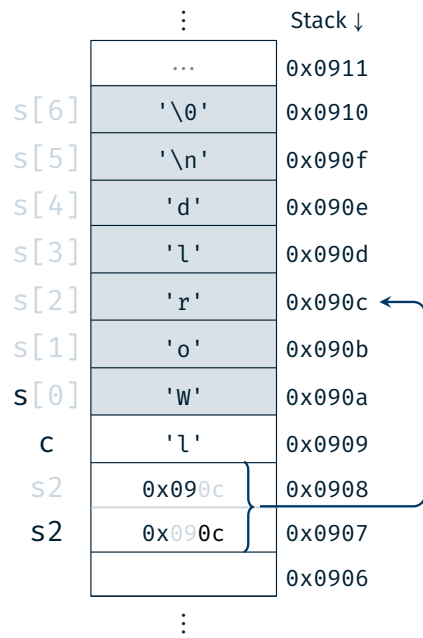 ⋮ Stack ↓
... 0x0911
s[6] '\0' 0x0910
s[5] '\n' 0x090f
s[4] 'd' 0x090e
s[3] 'l' 0x090d
s[2] 'r' 0x090c
s[1] 'o' 0x090b
s[0] 'W' 0x090a
c 'l' 0x0909
s2 0x090c 0x0908
s2 0x090c 0x0907
0x0906
⋮